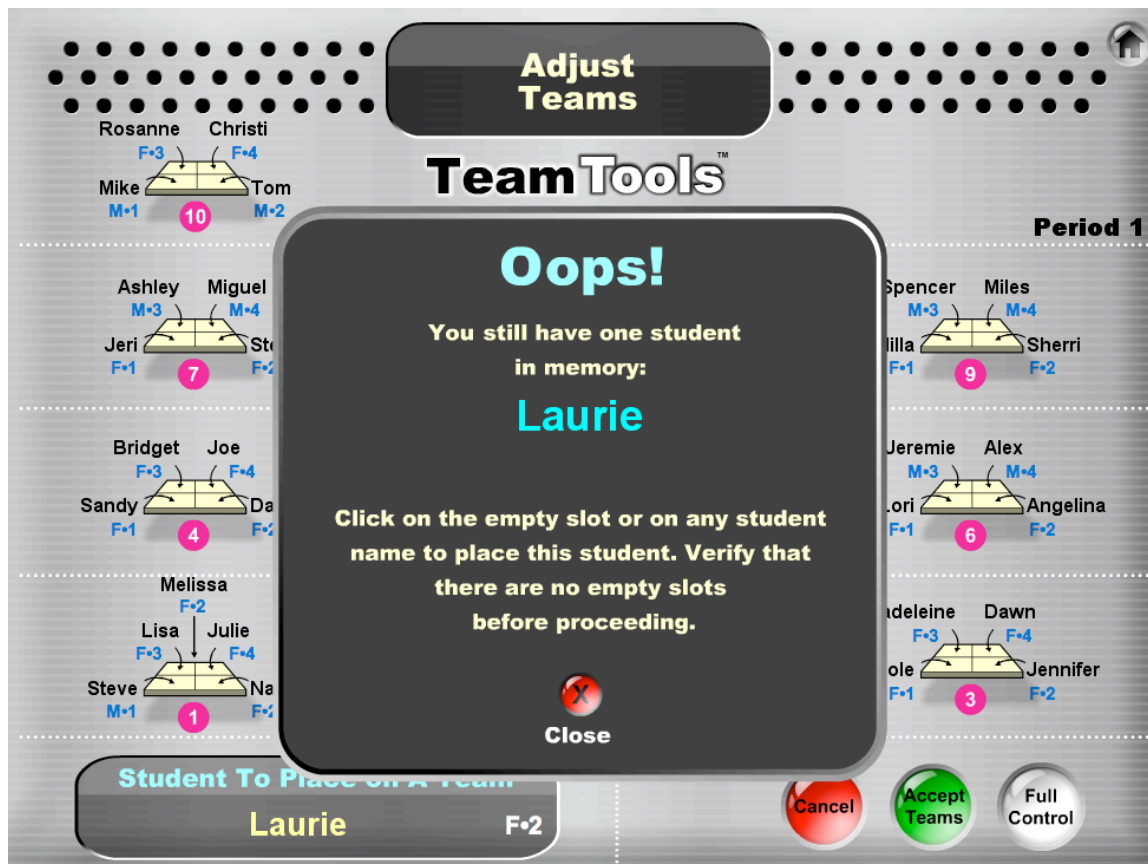 Adjust
Teams
TeamTools™
Period 1
Rosanne Christi
F•3 F•4
Mike Tom
M•1 M•2
10
Ashley Miguel
M•3 M•4
Jeri
F•1
7
Spencer Miles
M•3 M•4
Sherri
F•1 F•2
9
Bridget Joe
F•3 F•4
Sandy
F•1
4
Jeremie Alex
M•3 M•4
Angelina
F•1 F•2
6
Melissa
F•2
Lisa Julie
F•3 F•4
Steve
M•1
1
Dawn
F•3 F•4
Jennifer
F•1 F•2
3
Oops!
You still have one student
in memory:
Laurie
Click on the empty slot or on any student
name to place this student. Verify that
there are no empty slots
before proceeding.
X
Close
Student To Place on A Team
Laurie F•2
Cancel
Accept
Teams
Full
Control